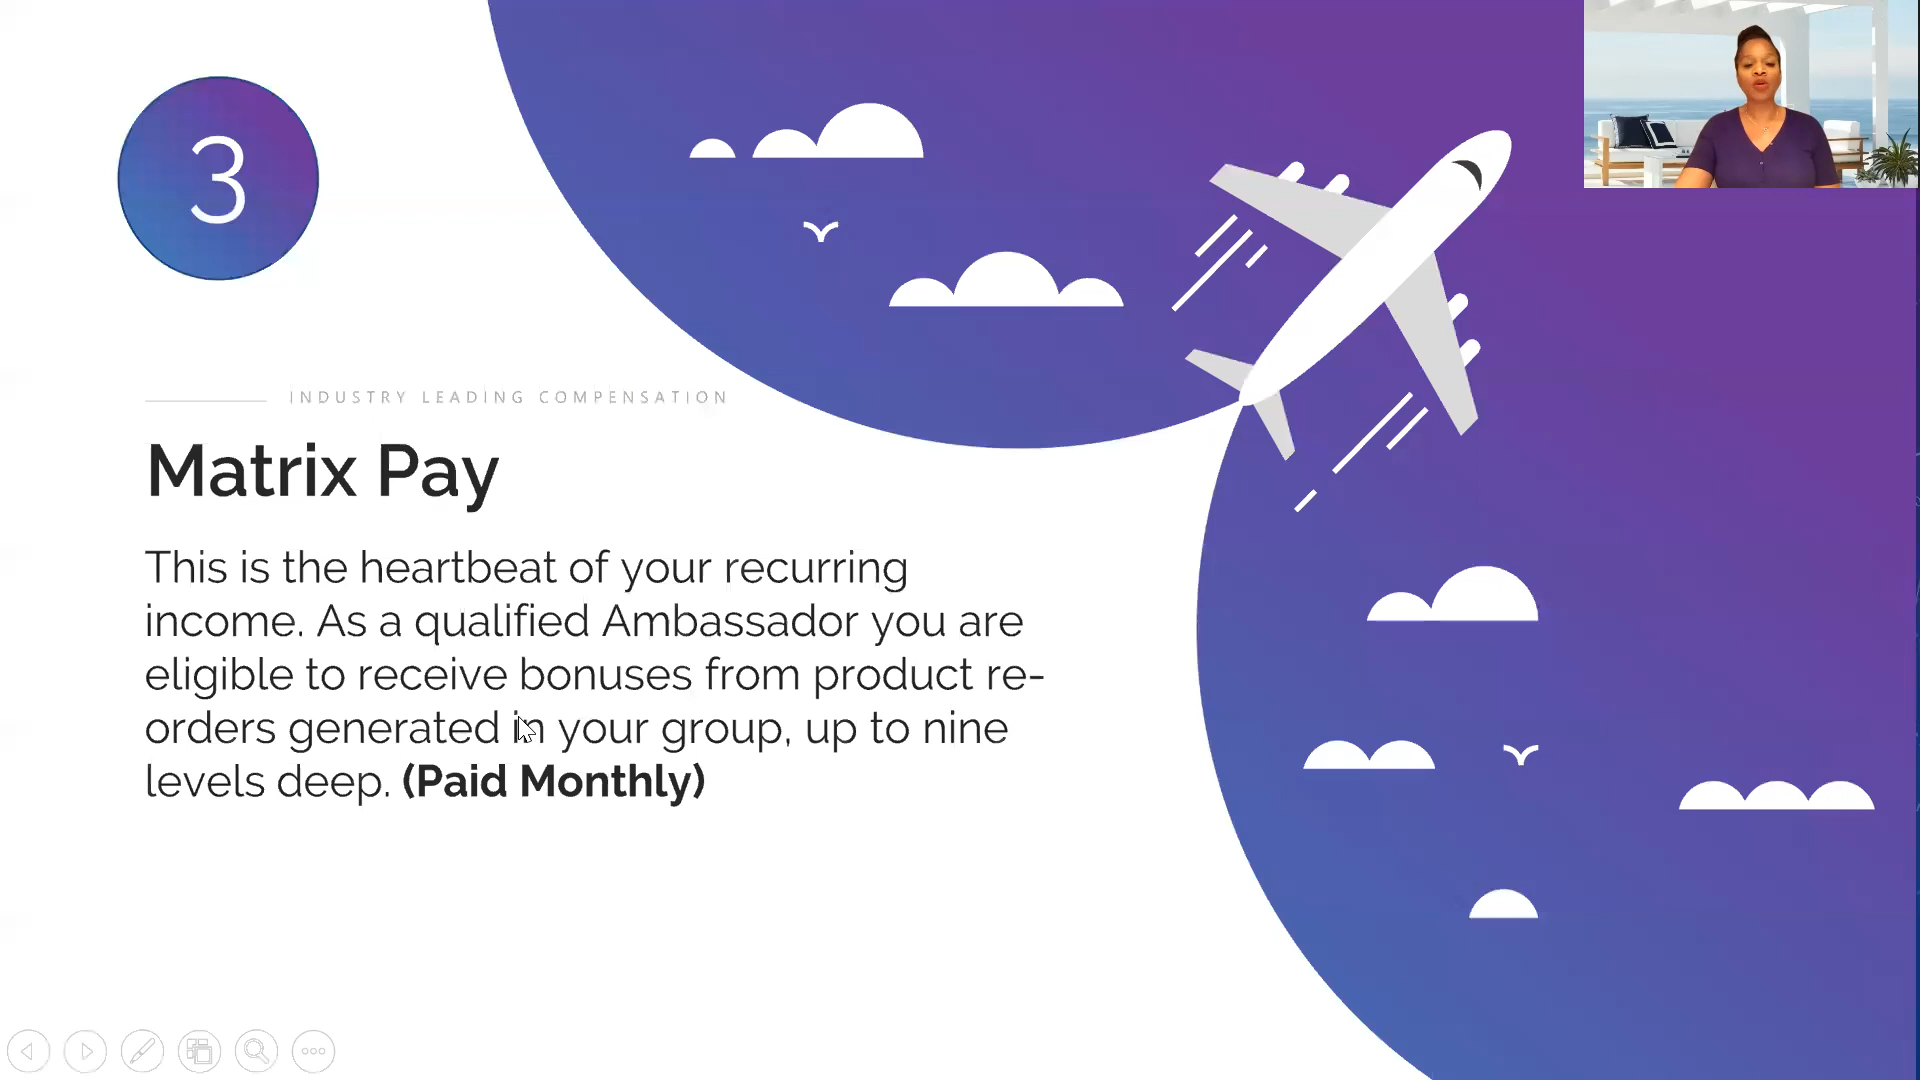 3
INDUSTRY LEADING COMPENSATION
Matrix Pay
This is the heartbeat of your recurring
income. As a qualified Ambassador you are
eligible to receive bonuses from product re-
orders generated in your group, up to nine
levels deep. (Paid Monthly)